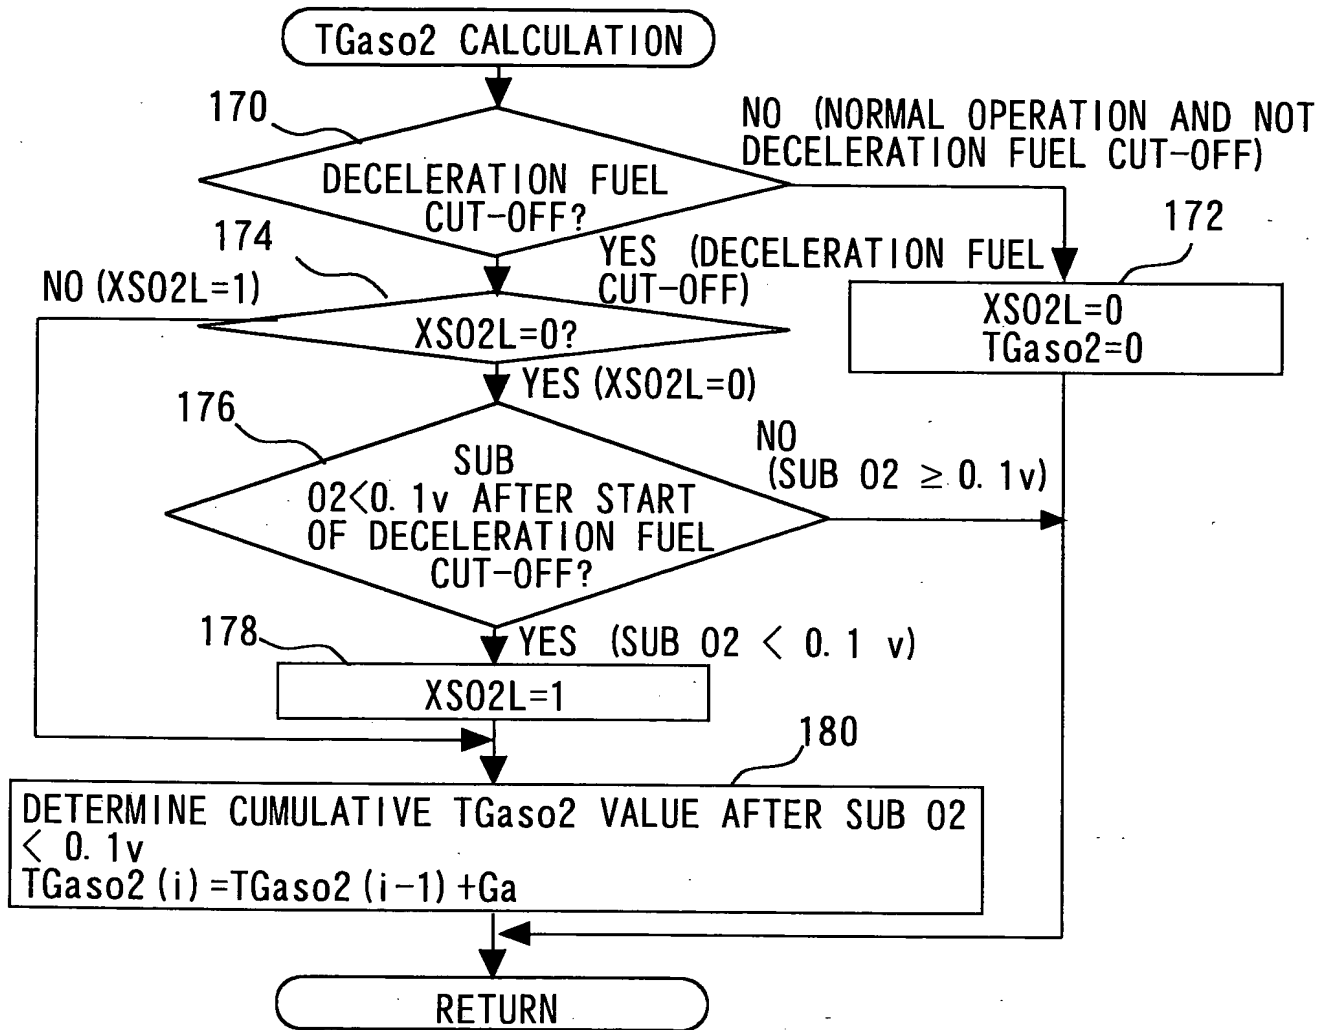 TGaso2 CALCULATION
170
NO (NORMAL OPERATION AND NOT
DECELERATION FUEL CUT-OFF)
DECELERATION FUEL
CUT-OFF?
174
YES (DECELERATION FUEL
CUT-OFF)
172
NO (XSO2L=1)
XSO2L=0
TGaso2=0
XSO2L=0?
YES (XSO2L=0)
176
NO
(SUB O2 ≥ 0.1v)
SUB
O2<0.1v AFTER START
OF DECELERATION FUEL
CUT-OFF?
178
YES (SUB O2 < 0.1 v)
XSO2L=1
180
DETERMINE CUMULATIVE TGaso2 VALUE AFTER SUB O2
< 0.1v
TGaso2(i)=TGaso2(i-1)+Ga
RETURN